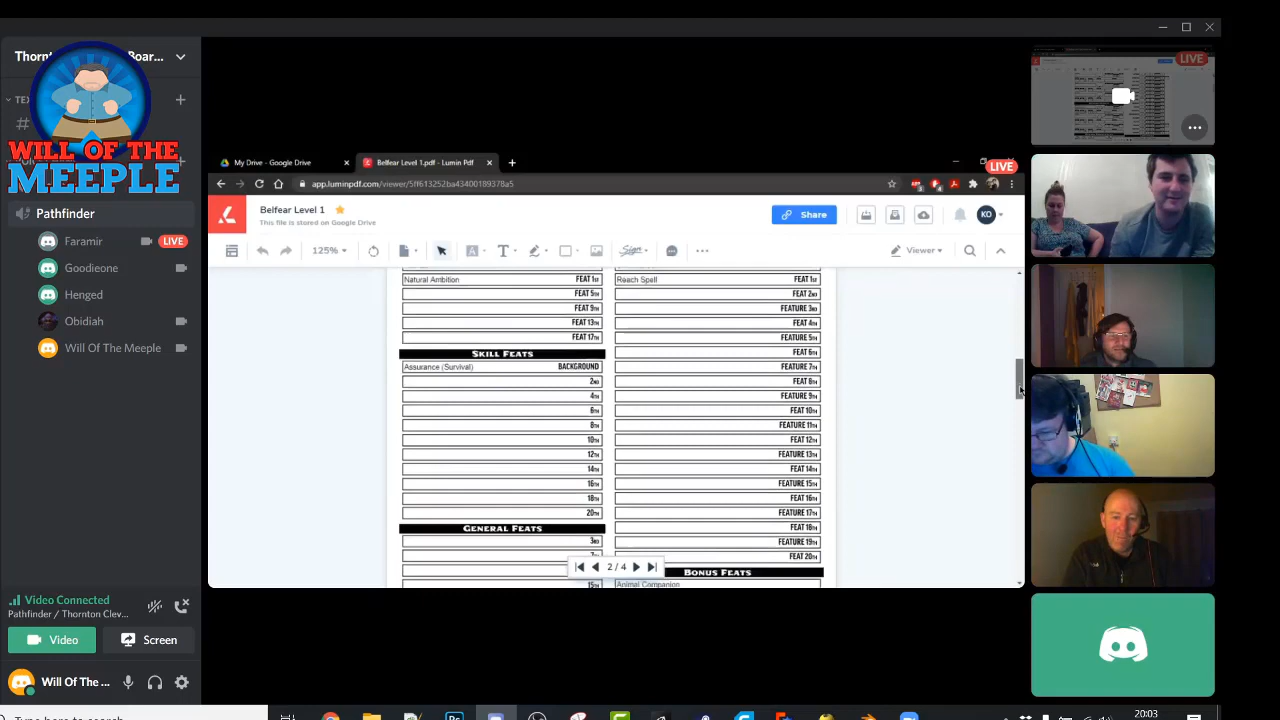 Thorn... Boar...
WILL OF THE
MEEPLE
Pathfinder
Faramir
LIVE
Goodieone
Henged
Obidiah
Will Of The Meeple
Video Connected
Pathfinder / Thornton Clev...
Video
Screen
Will Of The ...
My Drive - Google Drive
Belfear Level 1.pdf - Lumin Pdf
LIVE
app.luminpdf.com/viewer/5ff613252ba43400189378a5
Belfear Level 1
This file is stored on Google Drive
Share
KD
125%
Sign
Viewer
Natural Ambition FEAT 1ST
FEAT 5TH
FEAT 9TH
FEAT 13TH
FEAT 17TH
SKILL FEATS
Assurance (Survival) BACKGROUND
2ND
4TH
6TH
8TH
10TH
12TH
14TH
16TH
18TH
20TH
GENERAL FEATS
3RD
7TH
15TH
Reach Spell FEAT 1ST
FEAT 2ND
FEATURE 3RD
FEAT 4TH
FEATURE 5TH
FEAT 6TH
FEATURE 7TH
FEAT 8TH
FEATURE 9TH
FEAT 10TH
FEATURE 11TH
FEAT 12TH
FEATURE 13TH
FEAT 14TH
FEATURE 15TH
FEAT 16TH
FEATURE 17TH
FEAT 18TH
FEATURE 19TH
FEAT 20TH
BONUS FEATS
Animal Companion
2 / 4
LIVE
Type here to search
20:03